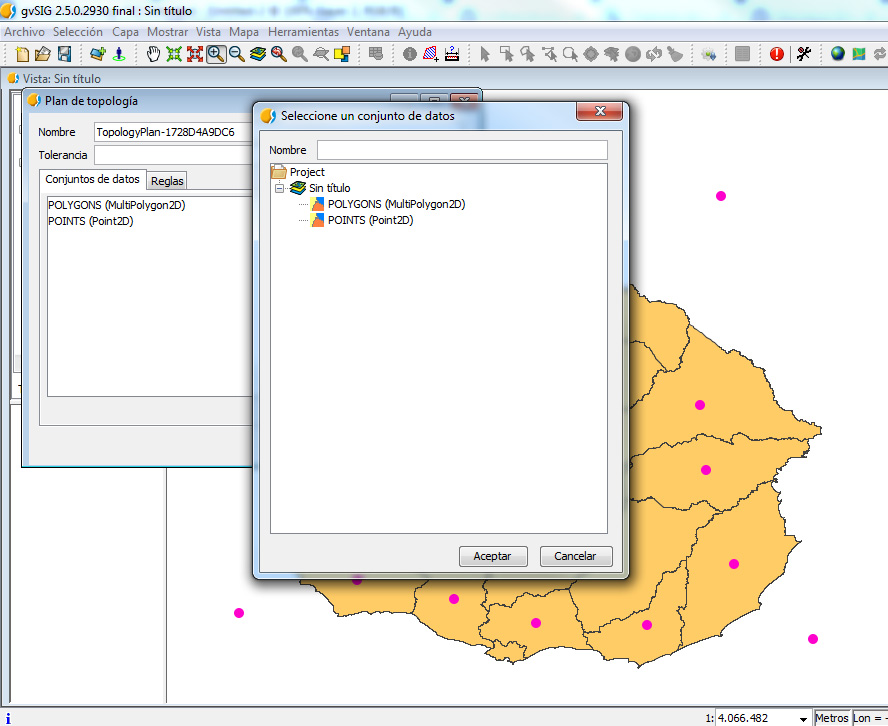 gvSIG 2.5.0.2930 final : Sin título
Archivo Selección Capa Mostrar Vista Mapa Herramientas Ventana Ayuda
Vista: Sin título
Plan de topología
Nombre TopologyPlan-1728D4A9DC6
Tolerancia
Conjuntos de datos Reglas
POLYGONS (MultiPolygon2D)
POINTS (Point2D)
Seleccione un conjunto de datos
Nombre
Project
Sin título
POLYGONS (MultiPolygon2D)
POINTS (Point2D)
Aceptar Cancelar
1: 4.066.482 Metros Lon = -